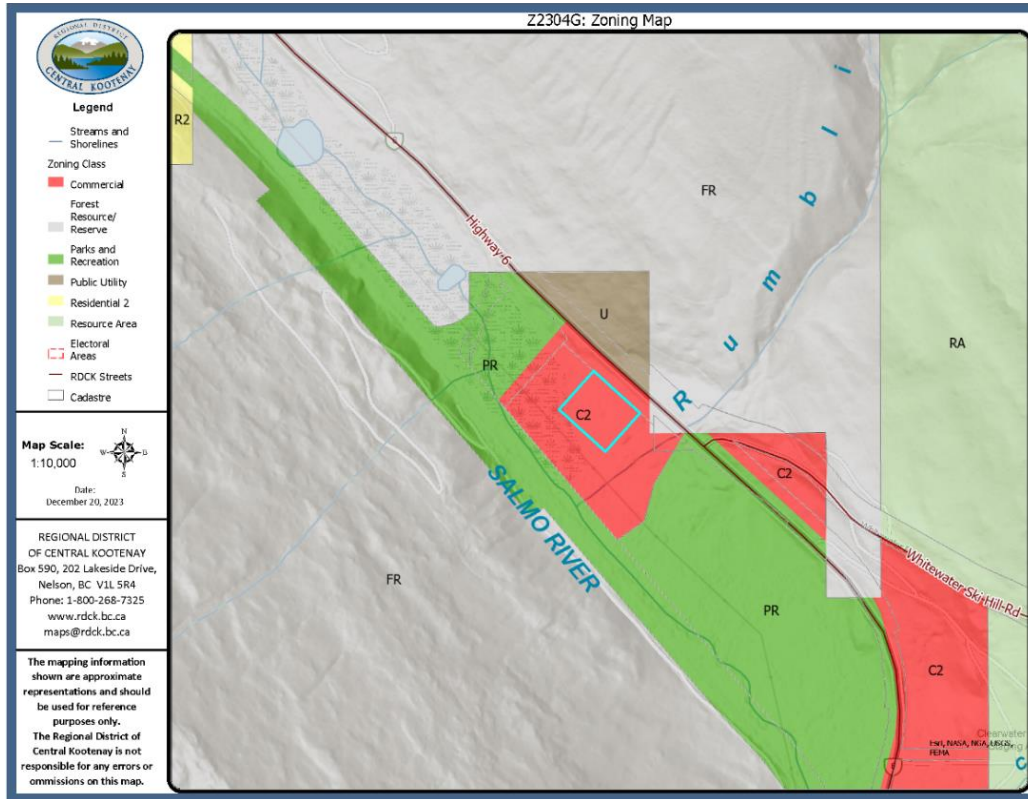 Z2304G: Zoning Map
REGIONAL DISTRICT
CENTRAL KOOTENAY
Legend
Streams and
Shorelines
Zoning Class
Commercial
Forest
Resource/
Reserve
Parks and
Recreation
Public Utility
Residential 2
Resource Area
Electoral
Areas
RDCK Streets
Cadastre
Map Scale:
1:10,000
N
W
E
S
Date:
December 20, 2023
REGIONAL DISTRICT
OF CENTRAL KOOTENAY
Box 590, 202 Lakeside Drive,
Nelson, BC V1L 5R4
Phone: 1-800-268-7325
www.rdck.bc.ca
maps@rdck.bc.ca
The mapping information
shown are approximate
representations and should
be used for reference
purposes only.
The Regional District of
Central Kootenay is not
responsible for any errors or
ommissions on this map.
R2
6
Highway 6
FR
R u m b l i
U
RA
PR
C2
C2
SALMO RIVER
Whitewater Ski Hill-Rd
FR
PR
C2
Clearwater
Esri, NASA, NGA, USGS,
FEMA
6
c